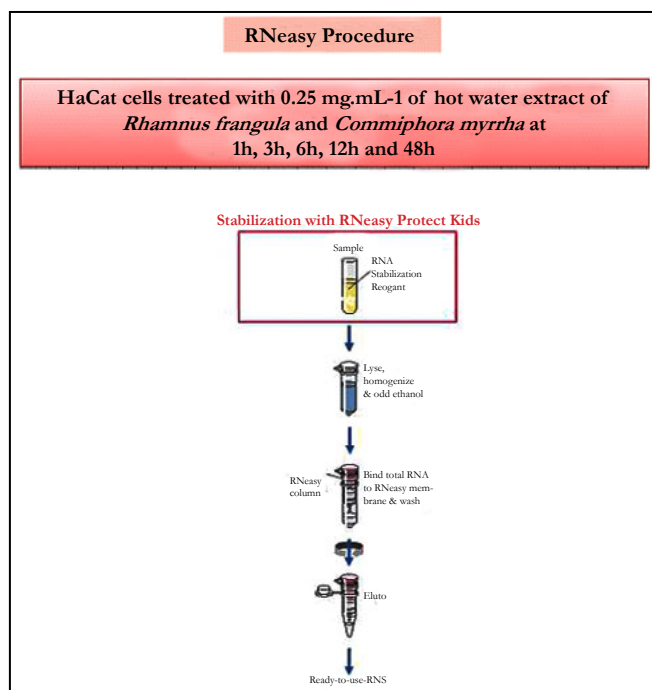 RNeasy Procedure
HaCat cells treated with 0.25 mg.mL-1 of hot water extract of
Rhamnus frangula and Commiphora myrrha at
1h, 3h, 6h, 12h and 48h
Stabilization with RNeasy Protect Kids
Sample
RNA
Stabilization
Reogant
Lyse,
homogenize
& odd ethanol
RNeasy
column
Bind total RNA
to RNeasy mem-
brane & wash
Eluto
Ready-to-use-RNS